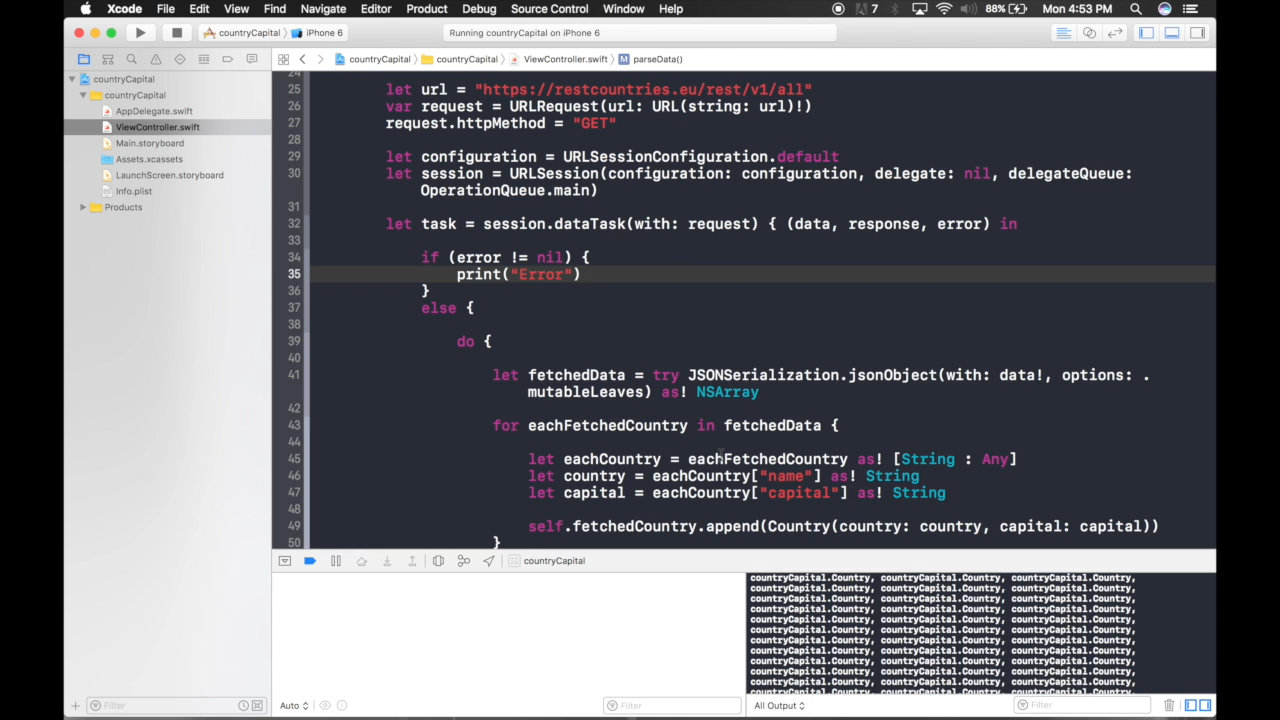 Xcode File Edit View Find Navigate Editor Product Debug Source Control Window Help 7 88% Mon 4:53 PM
countryCapital iPhone 6 Running countryCapital on iPhone 6
countryCapital countryCapital ViewController.swift parseData()
countryCapital
countryCapital
AppDelegate.swift
ViewController.swift
Main.storyboard
Assets.xcassets
LaunchScreen.storyboard
Info.plist
Products
24
25 let url = "https://restcountries.eu/rest/v1/all"
26 var request = URLRequest(url: URL(string: url)!)
27 request.httpMethod = "GET"
28
29 let configuration = URLSessionConfiguration.default
30 let session = URLSession(configuration: configuration, delegate: nil, delegateQueue:
OperationQueue.main)
31
32 let task = session.dataTask(with: request) { (data, response, error) in
33
34 if (error != nil) {
35 print("Error")
36 }
37 else {
38
39 do {
40
41 let fetchedData = try JSONSerialization.jsonObject(with: data!, options: .
mutableLeaves) as! NSArray
42
43 for eachFetchedCountry in fetchedData {
44
45 let eachCountry = eachFetchedCountry as! [String : Any]
46 let country = eachCountry["name"] as! String
47 let capital = eachCountry["capital"] as! String
48
49 self.fetchedCountry.append(Country(country: country, capital: capital))
50 }
countryCapital
countryCapital.Country, countryCapital.Country, countryCapital.Country,
countryCapital.Country, countryCapital.Country, countryCapital.Country,
countryCapital.Country, countryCapital.Country, countryCapital.Country,
countryCapital.Country, countryCapital.Country, countryCapital.Country,
countryCapital.Country, countryCapital.Country, countryCapital.Country,
countryCapital.Country, countryCapital.Country, countryCapital.Country,
countryCapital.Country, countryCapital.Country, countryCapital.Country,
countryCapital.Country, countryCapital.Country, countryCapital.Country,
countryCapital.Country, countryCapital.Country, countryCapital.Country,
countryCapital.Country, countryCapital.Country, countryCapital.Country,
countryCapital.Country, countryCapital.Country, countryCapital.Country,
countryCapital.Country, countryCapital.Country, countryCapital.Country,
Filter Auto Filter All Output Filter